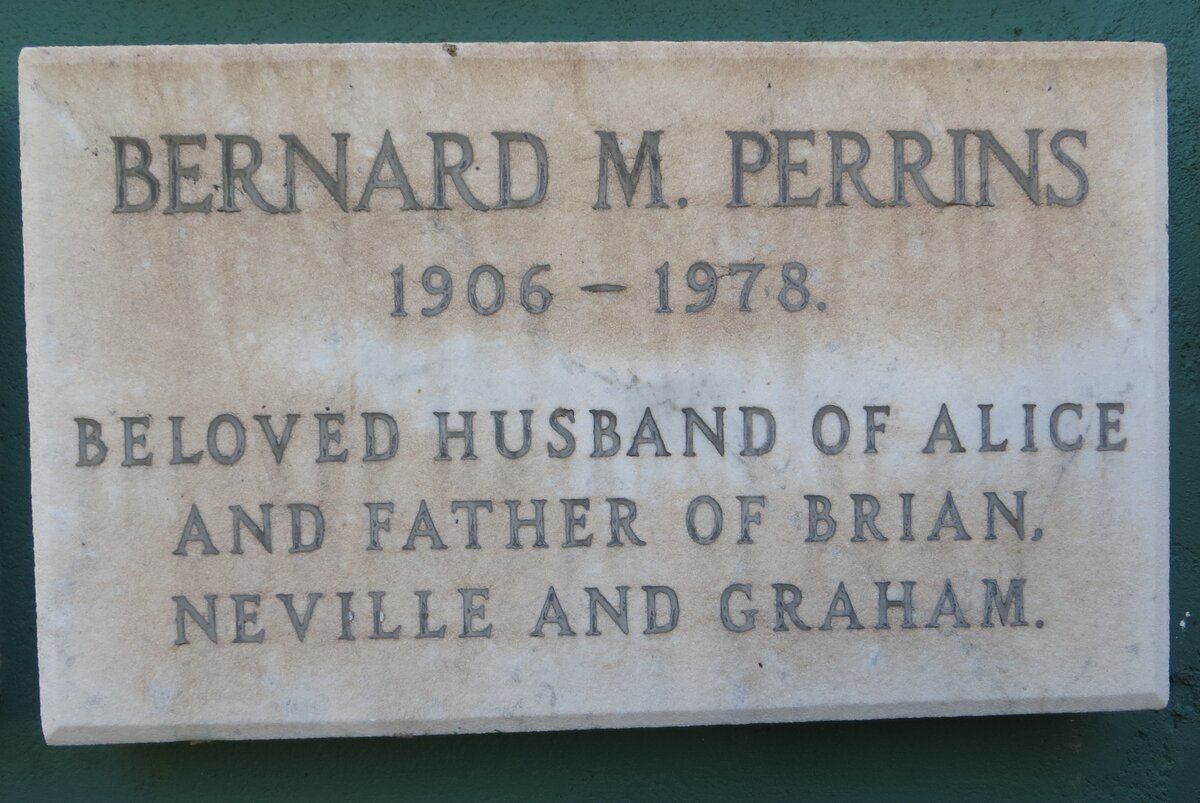 BERNARD M. PERRINS
1906 – 1978.
BELOVED HUSBAND OF ALICE
AND FATHER OF BRIAN,
NEVILLE AND GRAHAM.